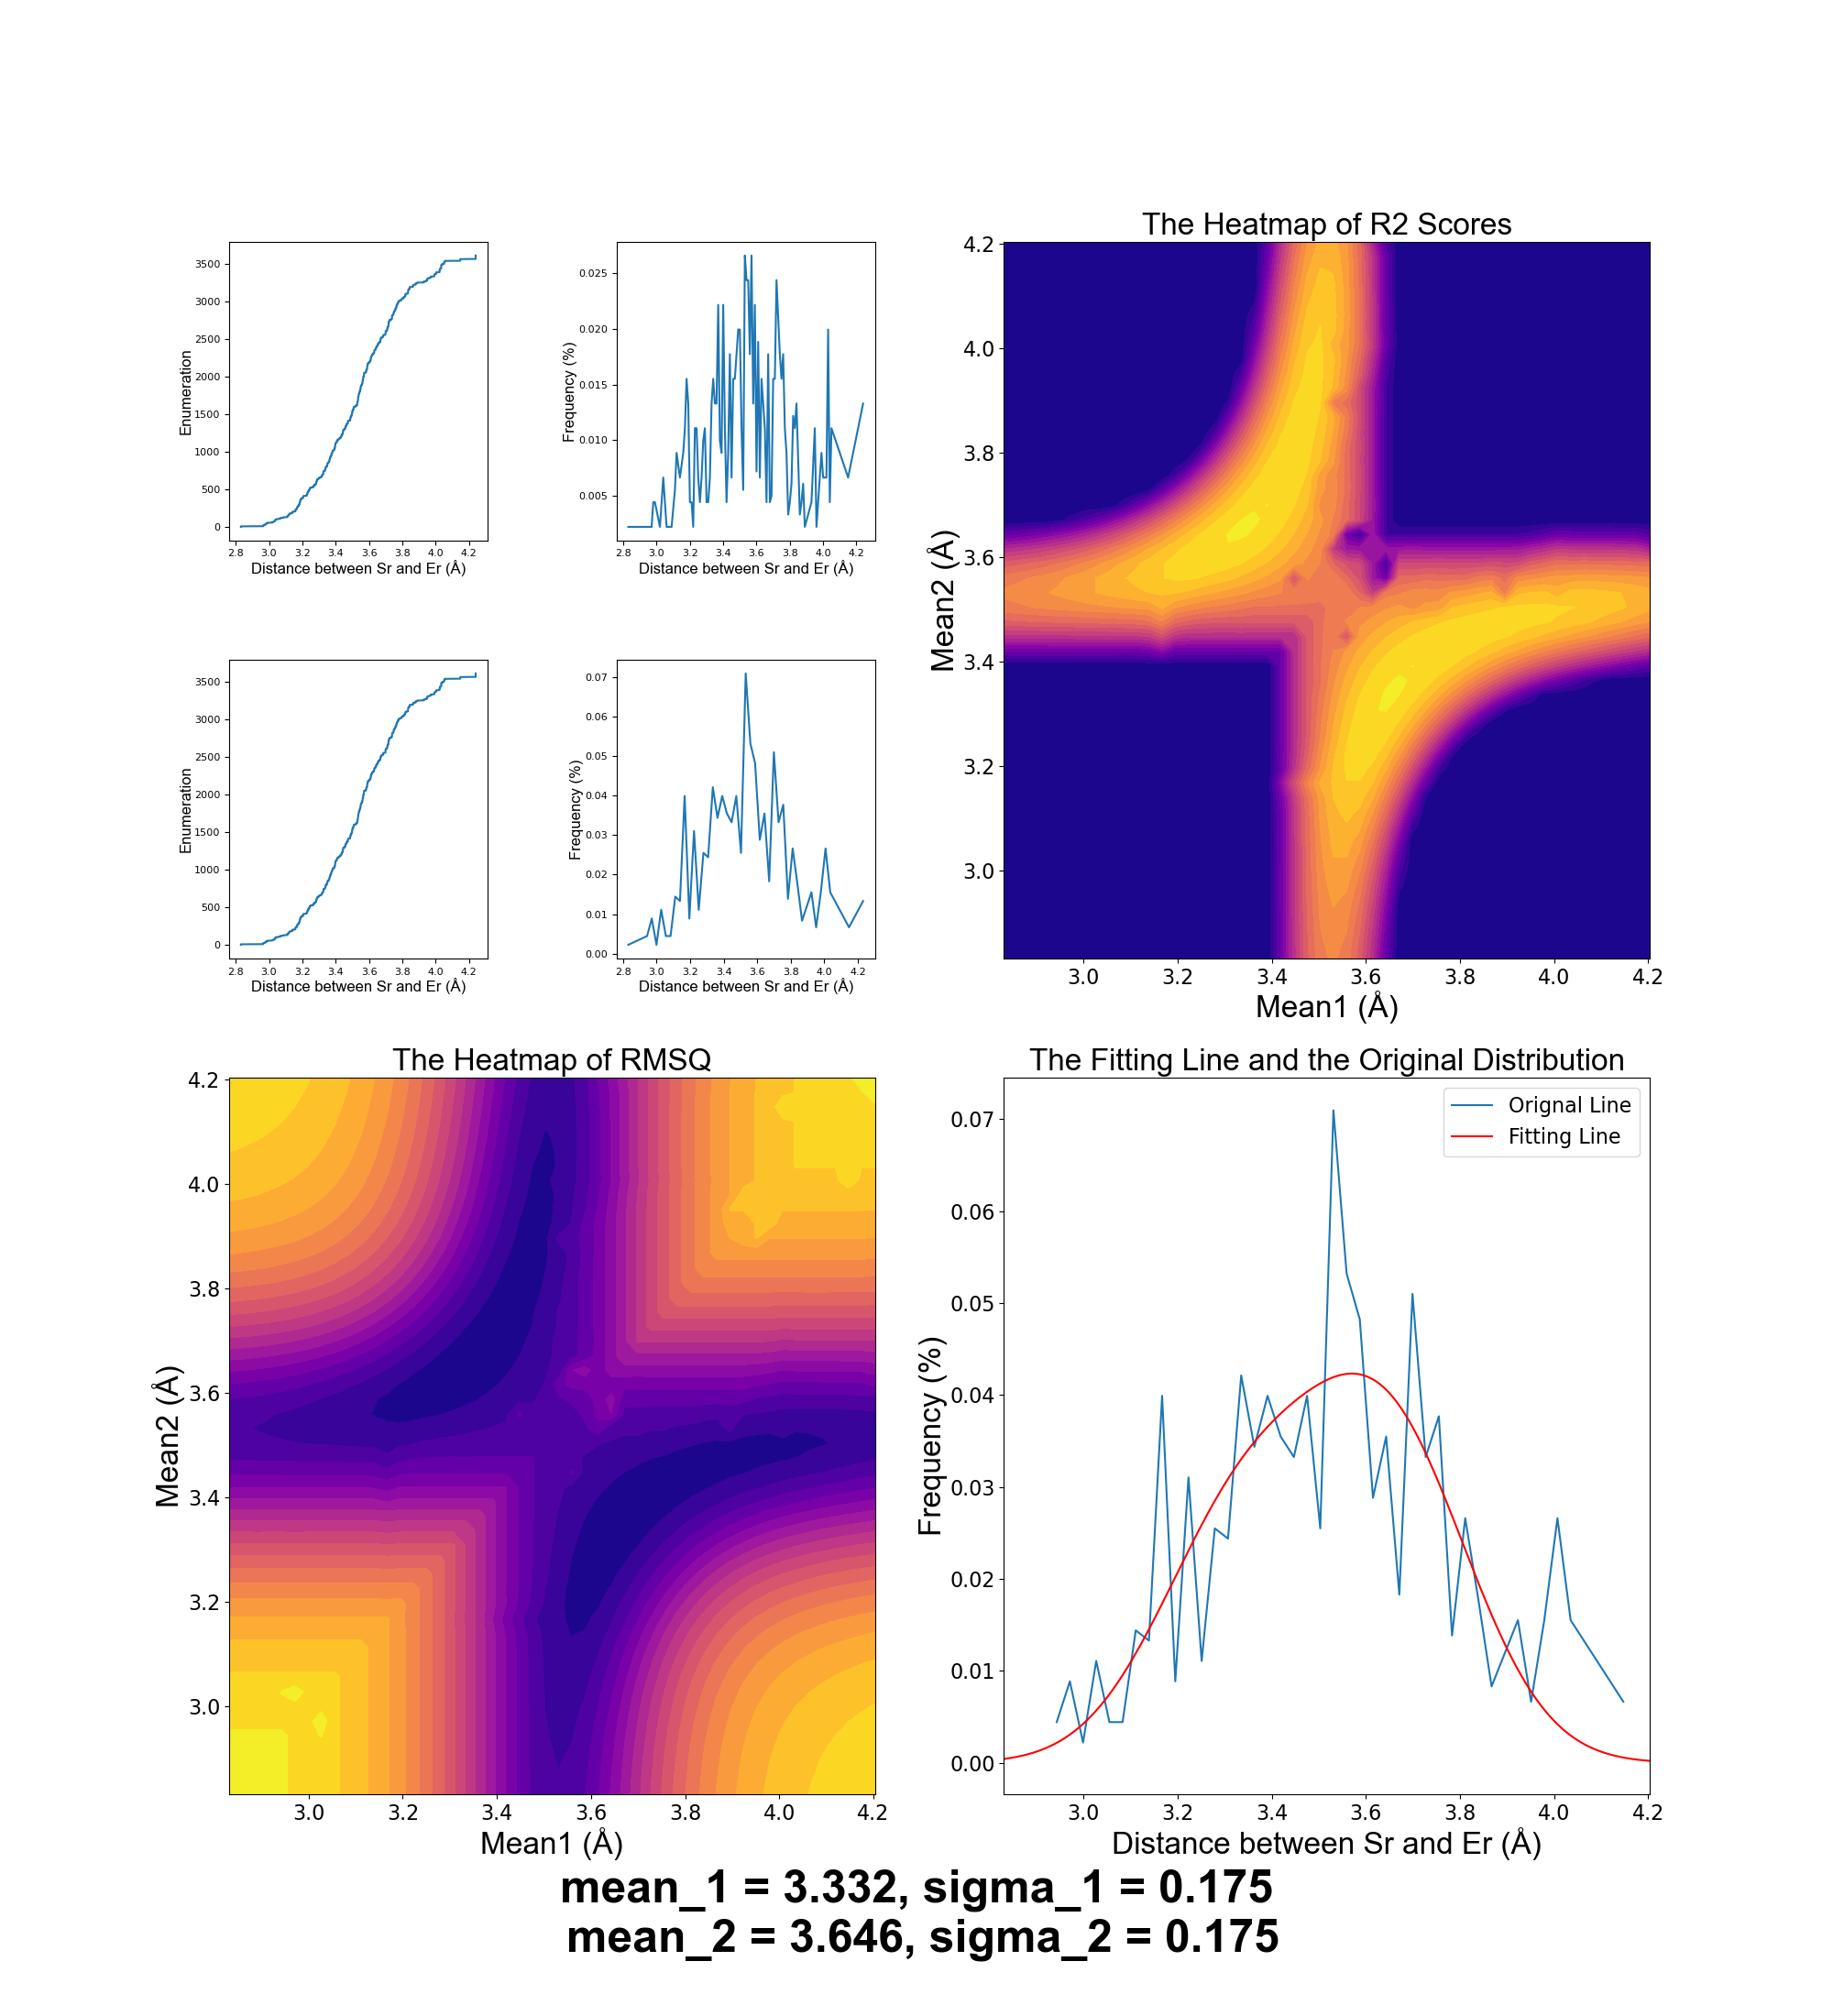 3500
3000
2500
2000
1500
1000
500
0
Enumeration
2.8 3.0 3.2 3.4 3.6 3.8 4.0 4.2
Distance between Sr and Er (Å)
0.025
0.020
0.015
0.010
0.005
Frequency (%)
2.8 3.0 3.2 3.4 3.6 3.8 4.0 4.2
Distance between Sr and Er (Å)
The Heatmap of R2 Scores
4.2
4.0
3.8
3.6
3.4
3.2
3.0
Mean2 (Å)
3.0 3.2 3.4 3.6 3.8 4.0 4.2
Mean1 (Å)
3500
3000
2500
2000
1500
1000
500
0
Enumeration
2.8 3.0 3.2 3.4 3.6 3.8 4.0 4.2
Distance between Sr and Er (Å)
0.07
0.06
0.05
0.04
0.03
0.02
0.01
0.00
Frequency (%)
2.8 3.0 3.2 3.4 3.6 3.8 4.0 4.2
Distance between Sr and Er (Å)
The Heatmap of RMSQ
4.2
4.0
3.8
3.6
3.4
3.2
3.0
Mean2 (Å)
3.0 3.2 3.4 3.6 3.8 4.0 4.2
Mean1 (Å)
The Fitting Line and the Original Distribution
Orignal Line
Fitting Line
0.07
0.06
0.05
0.04
0.03
0.02
0.01
0.00
Frequency (%)
3.0 3.2 3.4 3.6 3.8 4.0 4.2
Distance between Sr and Er (Å)
mean_1 = 3.332, sigma_1 = 0.175
mean_2 = 3.646, sigma_2 = 0.175